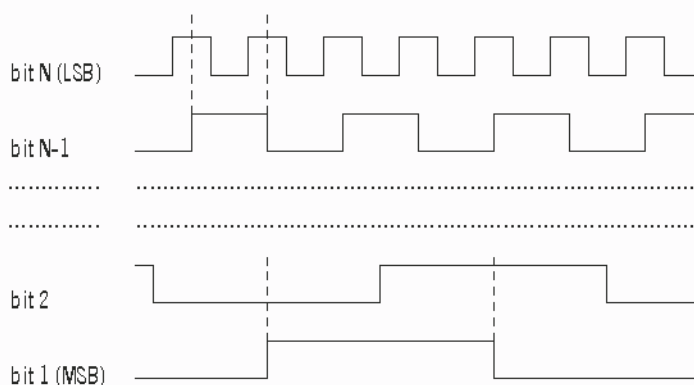 bit N (LSB)
bit N-1
...............
...............
bit 2
bit 1 (MSB)